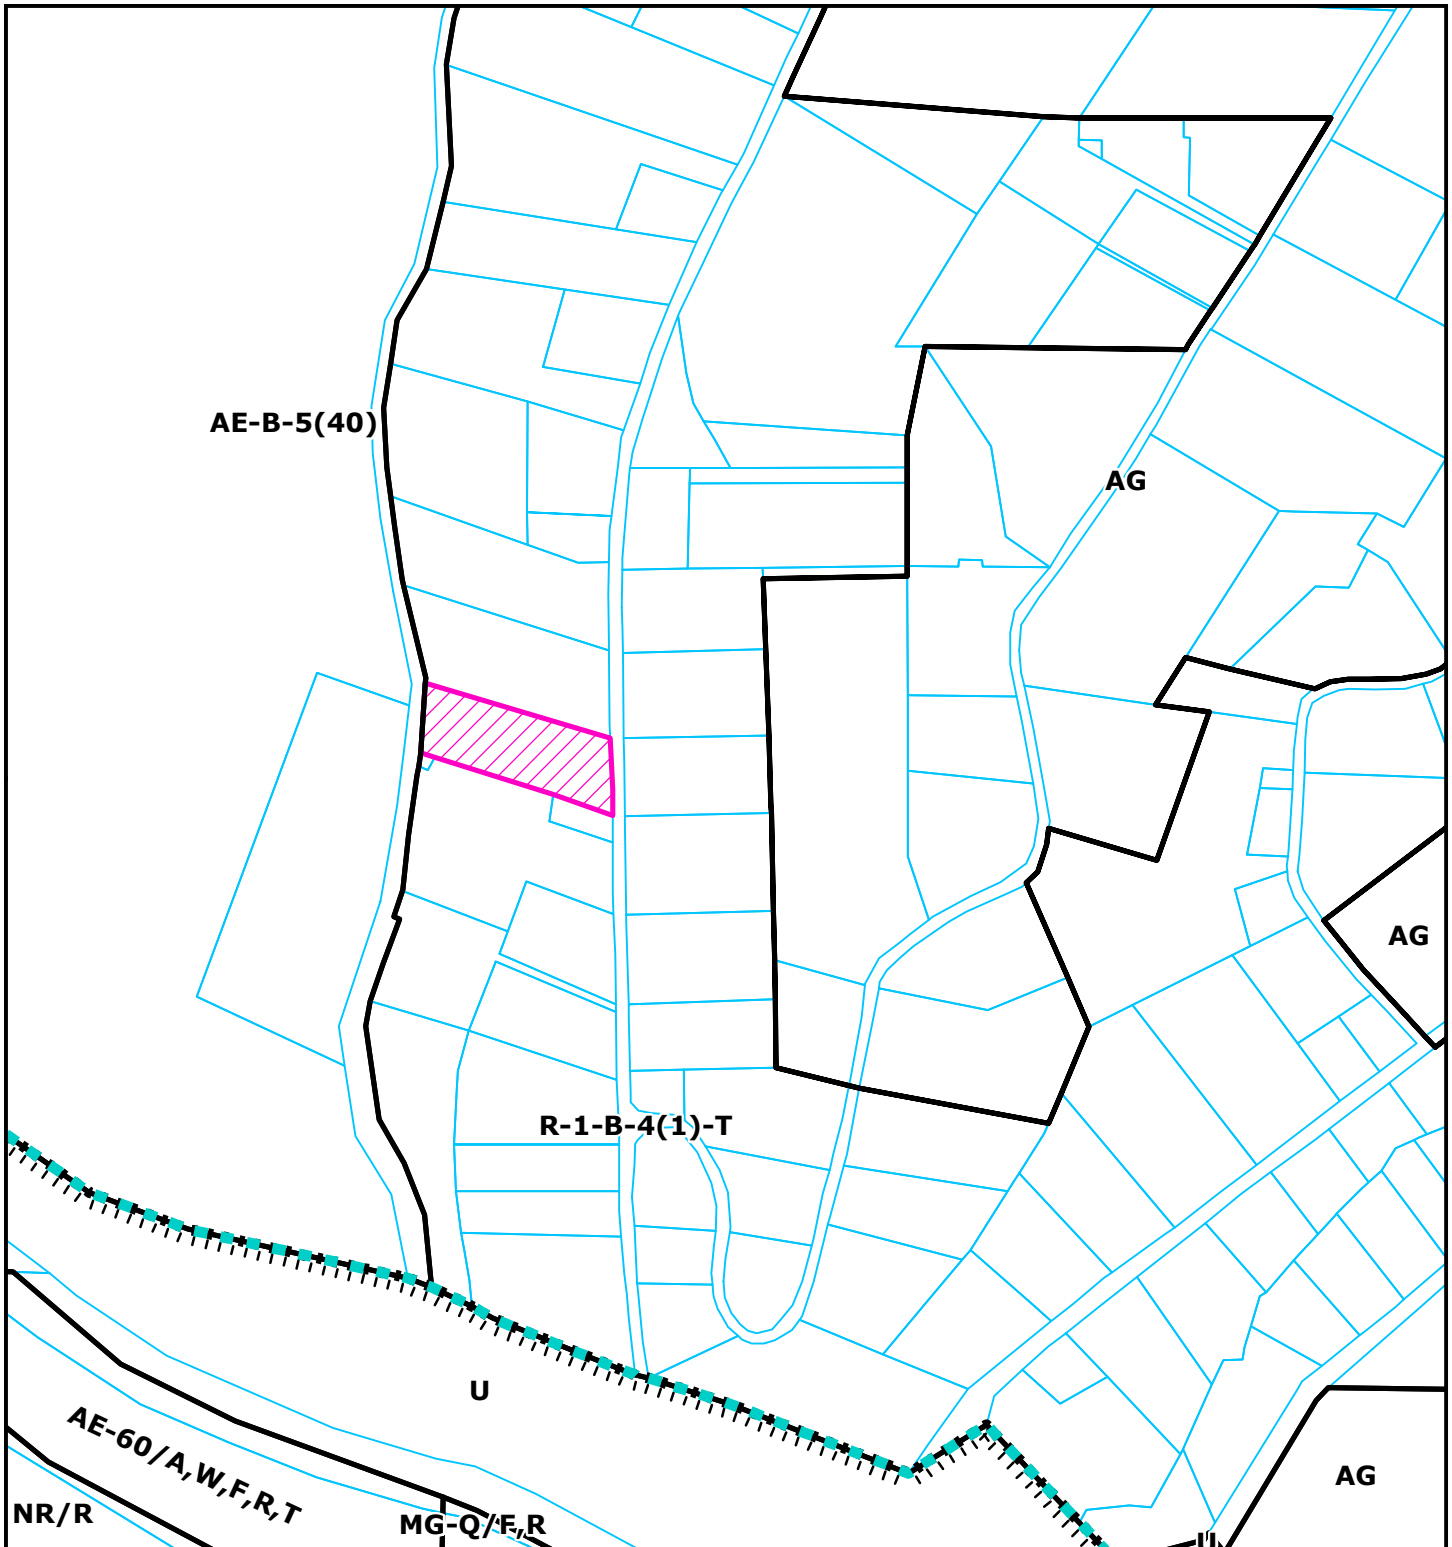 AE-B-5(40)
AG
AG
R-1-B-4(1)-T
U
AE-60/A,W,F,R,T
AG
NR/R
MG-Q/F,R
U